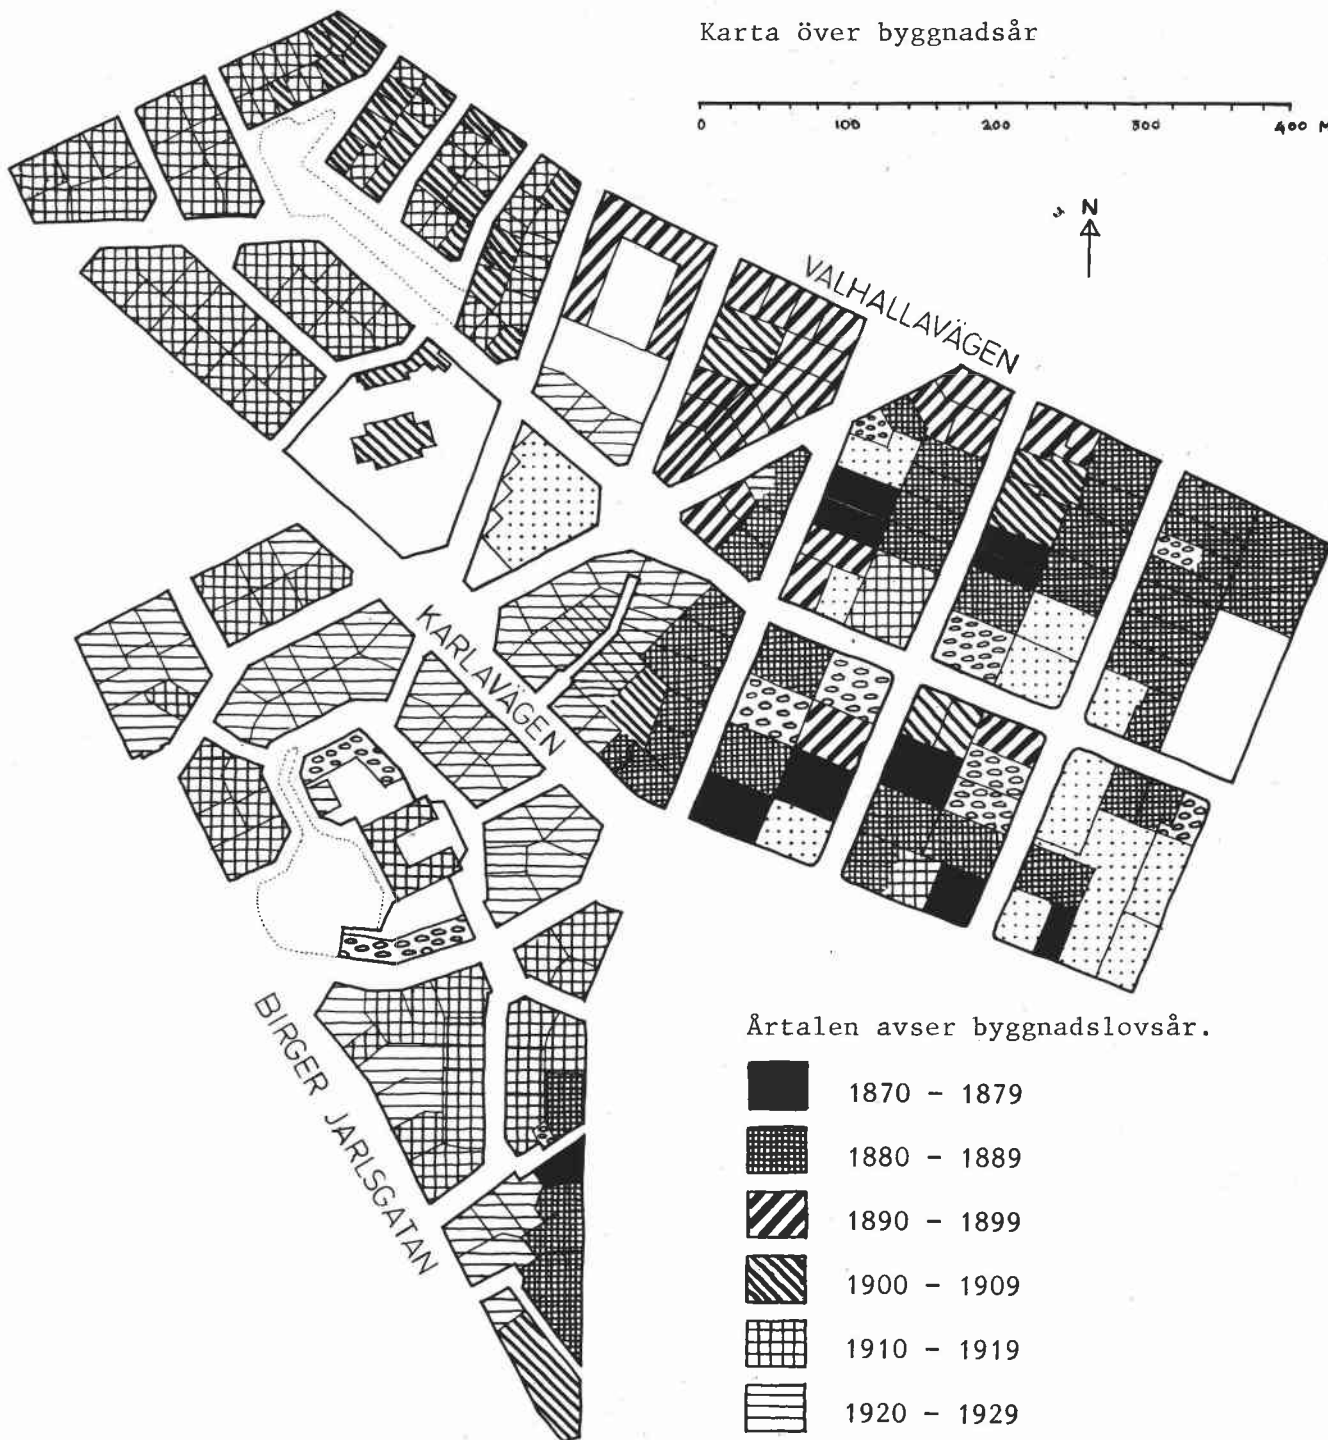 Karta över byggnadsår
0 100 200 300 400 M
N
VALHALLAVÄGEN
KARLAVÄGEN
BIRGER JARLSGATAN
Årtalen avser byggnadslovsår.
1870 - 1879
1880 - 1889
1890 - 1899
1900 - 1909
1910 - 1919
1920 - 1929